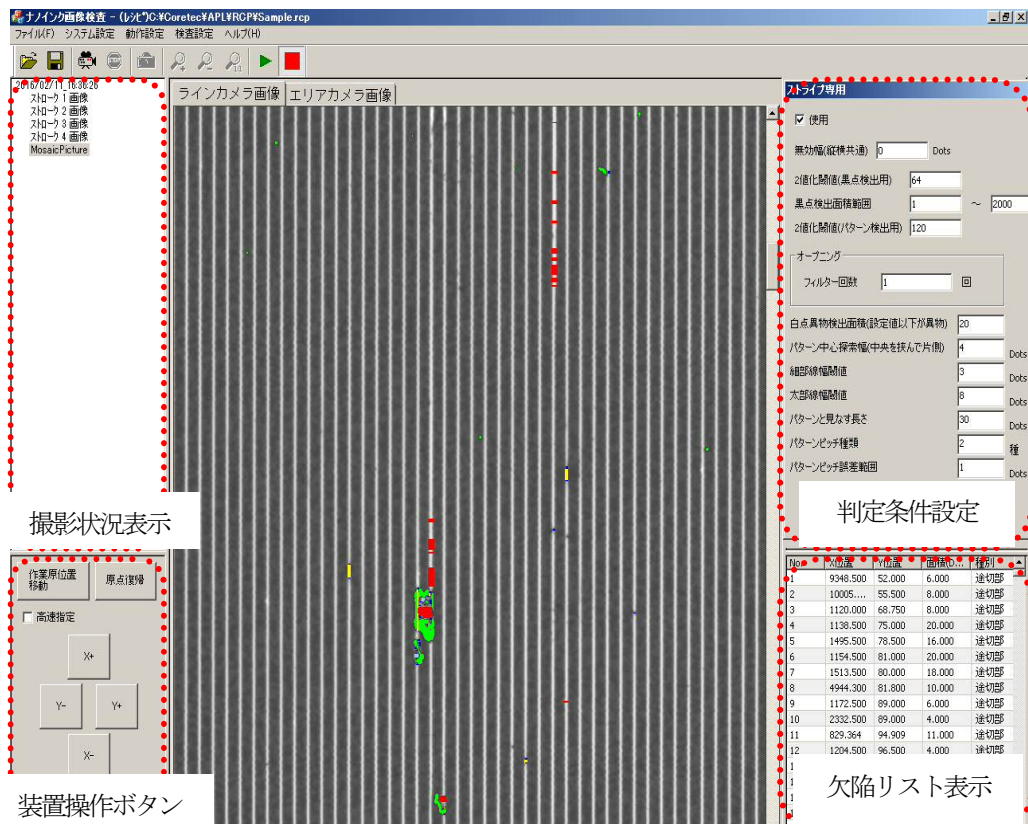 ナノインク画像検査 - (ﾚｼﾋﾟ)C:¥Coretec¥APL¥RCP¥Sample.rcp
ファイル(F) システム設定 動作設定 検査設定 ヘルプ(H)
2016/02/11_16:36:26
ストローク 1 画像
ストローク 2 画像
ストローク 3 画像
ストローク 4 画像
MosaicPicture
撮影状況表示
作業原位置
移動
原点復帰
高速指定
X+
Y-
Y+
X-
装置操作ボタン
ラインカメラ画像 エリアカメラ画像
ストライプ専用
使用
無効幅(縦横共通) 0 Dots
2値化閾値(黒点検出用) 64
黒点検出面積範囲 1 ～ 2000
2値化閾値(パターン検出用) 120
オープニング
フィルター回数 1 回
白点異物検出面積(設定値以下が異物) 20
パターン中心探索幅(中央を挟んで片側) 4 Dots
細部線幅閾値 3 Dots
太部線幅閾値 8 Dots
パターンと見なす長さ 30 Dots
パターンピッチ種類 2 種
パターンピッチ誤差範囲 1 Dots
判定条件設定
No. X位置 Y位置 面積(D... 種別
1 9348.500 52.000 6.000 途切部
2 10005.... 55.500 8.000 途切部
3 1120.000 68.750 8.000 途切部
4 1138.500 75.000 20.000 途切部
5 1495.500 78.500 16.000 途切部
6 1154.500 81.000 20.000 途切部
7 1513.500 80.000 18.000 途切部
8 4944.300 81.800 10.000 途切部
9 1172.500 89.000 6.000 途切部
10 2332.500 89.000 4.000 途切部
11 829.364 94.909 11.000 途切部
12 1204.500 96.500 4.000 途切部
欠陥リスト表示